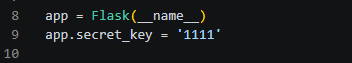 8 app = Flask(__name__)
9 app.secret_key = '1111'
10